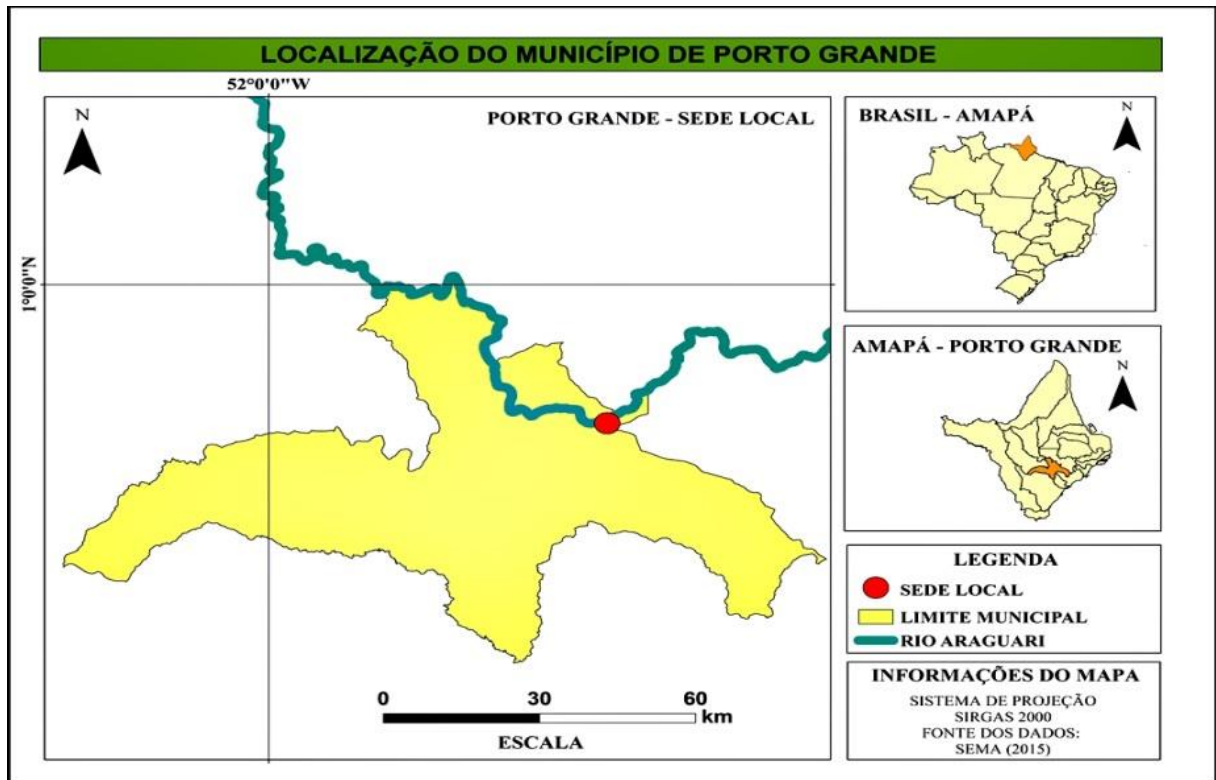 LOCALIZAÇÃO DO MUNICÍPIO DE PORTO GRANDE
52°0'0"W
N
PORTO GRANDE - SEDE LOCAL
1°0'0"N
0 30 60
km
ESCALA
BRASIL - AMAPÁ
N
AMAPÁ - PORTO GRANDE
N
LEGENDA
SEDE LOCAL
LIMITE MUNICIPAL
RIO ARAGUARI
INFORMAÇÕES DO MAPA
SISTEMA DE PROJEÇÃO
SIRGAS 2000
FONTE DOS DADOS:
SEMA (2015)